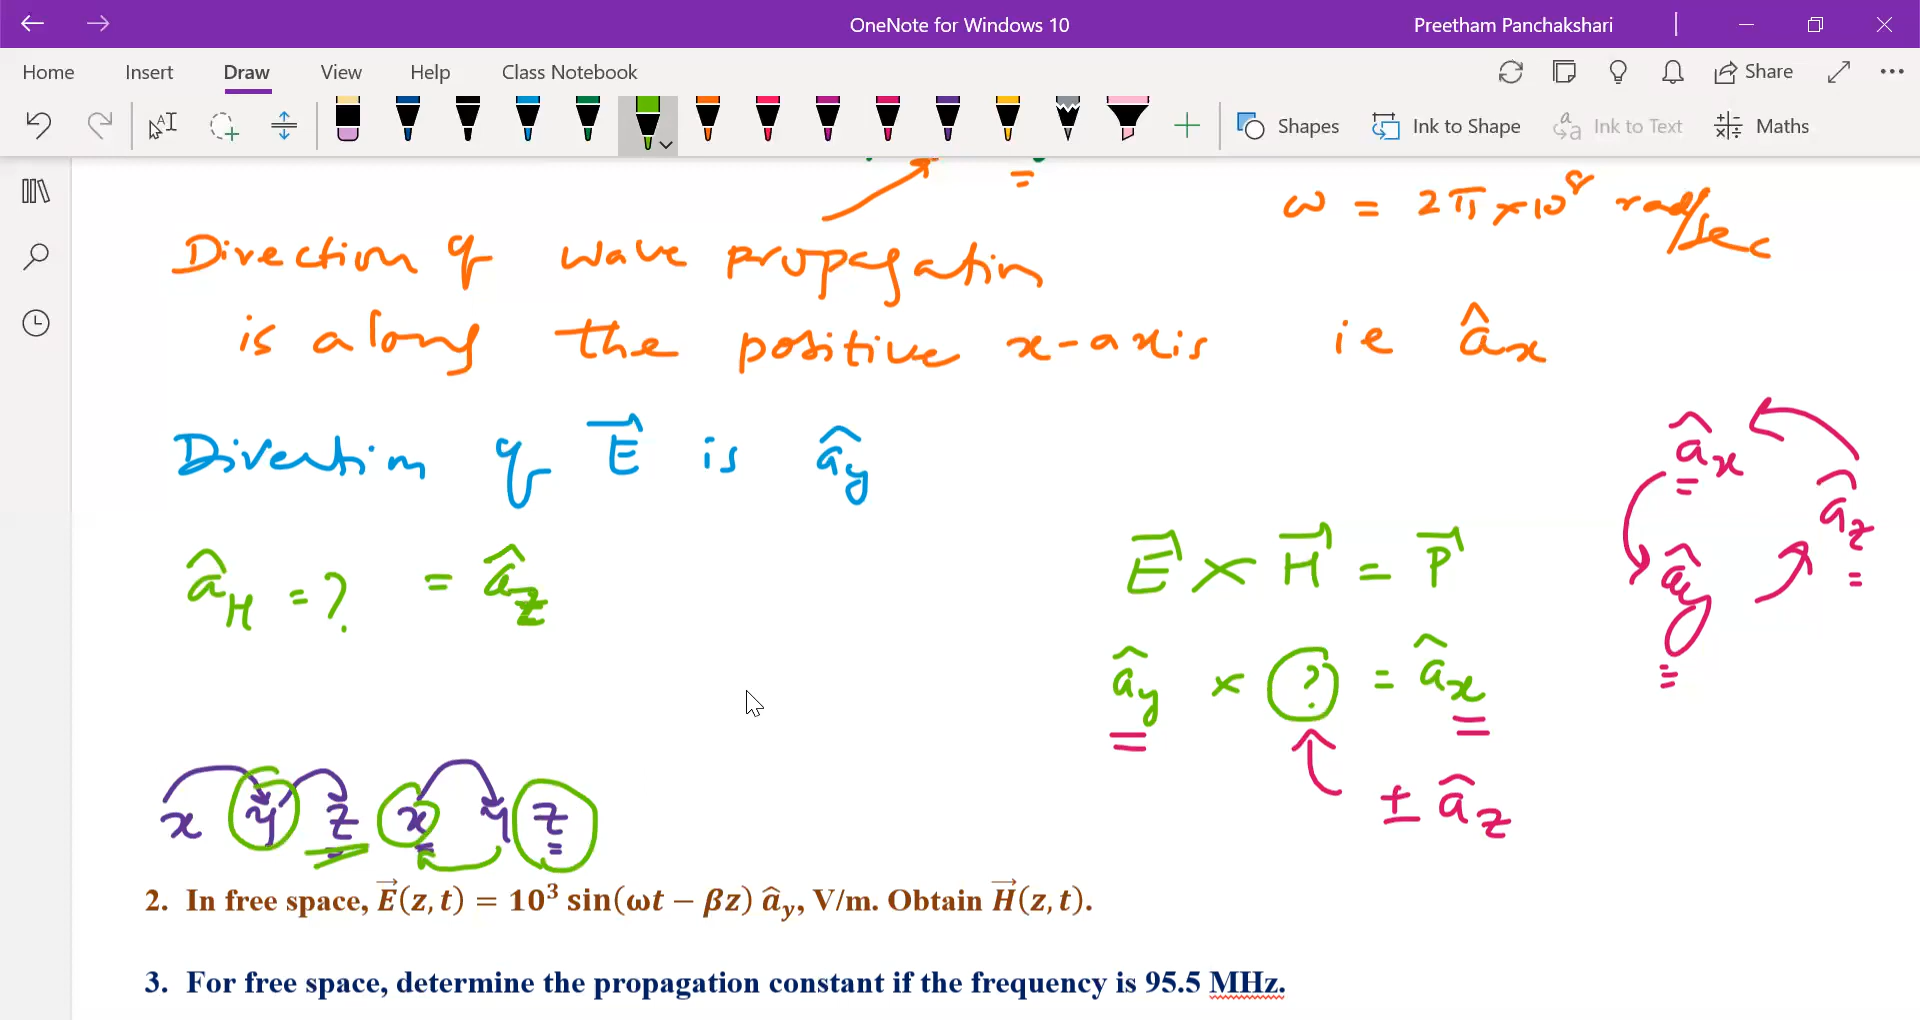 OneNote for Windows 10
Preetham Panchakshari
Home Insert Draw View Help Class Notebook Share
Shapes Ink to Shape Ink to Text Maths
ω = 2π × 10⁸ rad/sec
Direction of wave propagation
is along the positive x-axis ie âx
Direction of E⃗ is ây
âH = ? = âz
E⃗ × H⃗ = P⃗
ây × ? = âx
± âz
âx
ây
âz
x y z x y z
2. In free space, E⃗(z, t) = 10³ sin(ωt − βz) ây, V/m. Obtain H⃗(z, t).
3. For free space, determine the propagation constant if the frequency is 95.5 MHz.